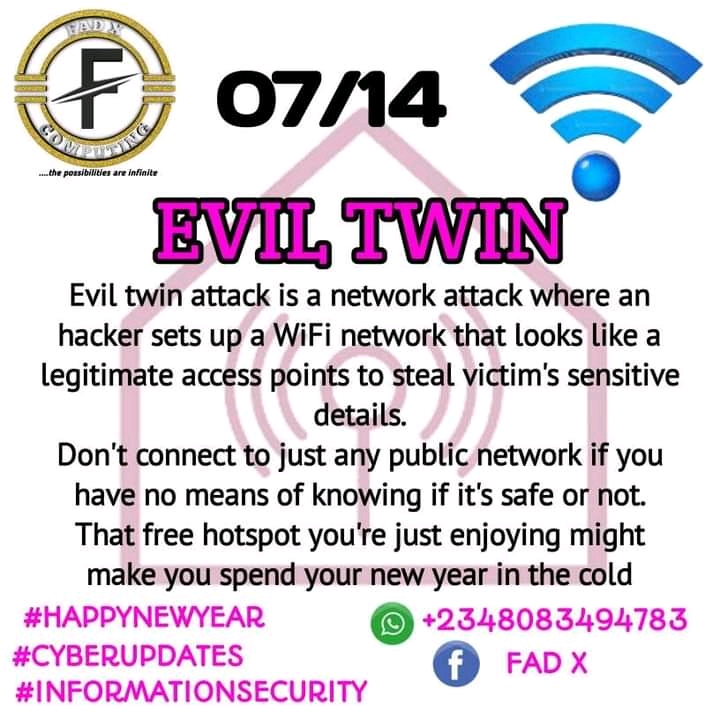 FAD X
F
COMPUTING
....the possibilities are infinite
07/14
EVIL TWIN
Evil twin attack is a network attack where an
hacker sets up a WiFi network that looks like a
legitimate access points to steal victim's sensitive
details.
Don't connect to just any public network if you
have no means of knowing if it's safe or not.
That free hotspot you're just enjoying might
make you spend your new year in the cold
#HAPPYNEWYEAR
+2348083494783
#CYBERUPDATES
f FAD X
#INFORMATIONSECURITY